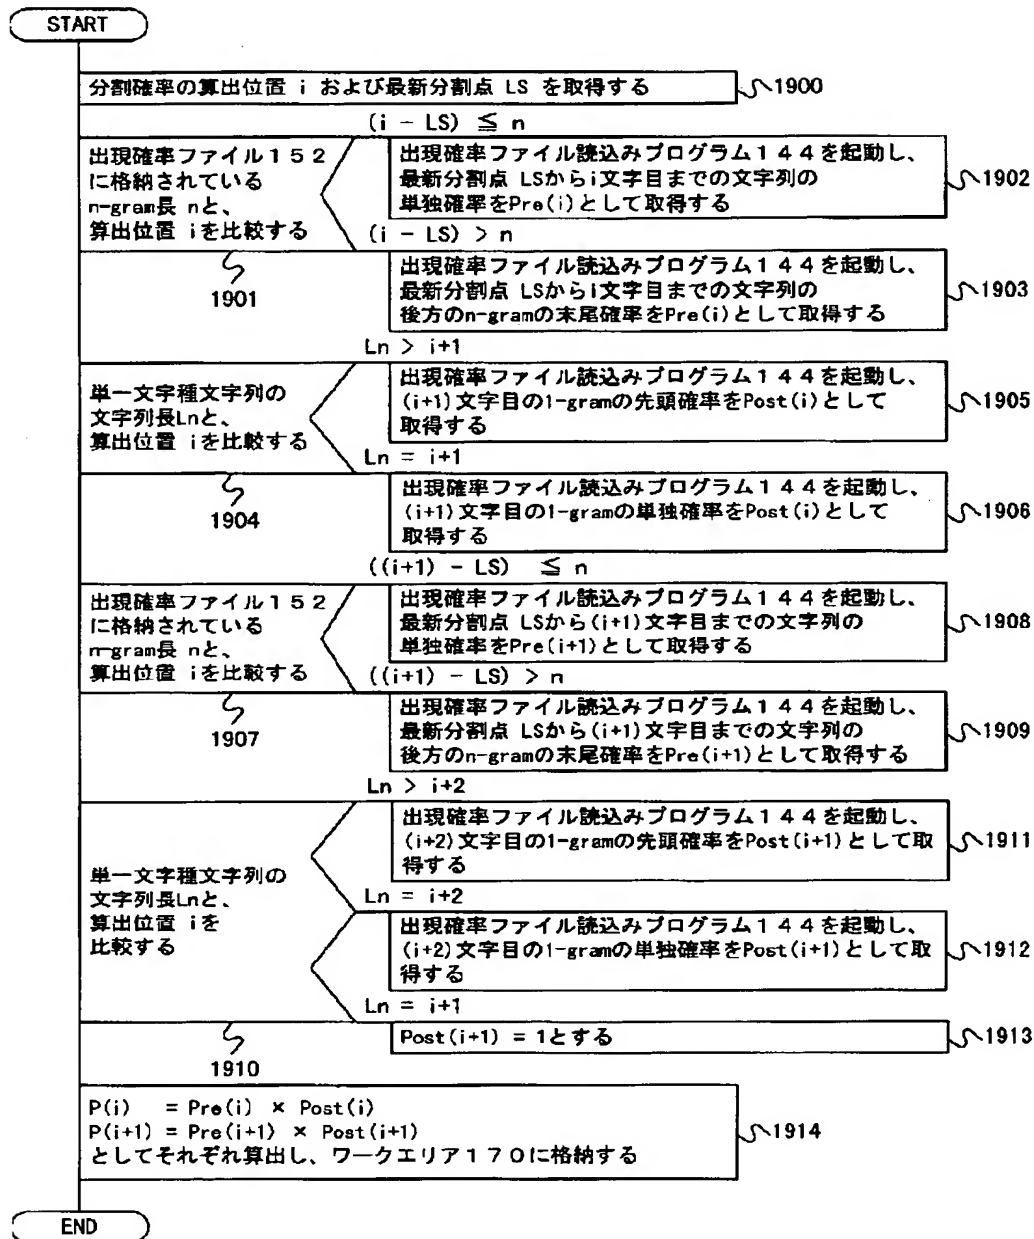 START
分割確率の算出位置 i および最新分割点 LS を取得する
1900
(i - LS) ≦ n
出現確率ファイル152
に格納されている
n-gram長 nと、
算出位置 iを比較する
出現確率ファイル読込みプログラム144を起動し、
最新分割点 LSからi文字目までの文字列の
単独確率をPre(i)として取得する
1902
(i - LS) > n
1901
出現確率ファイル読込みプログラム144を起動し、
最新分割点 LSからi文字目までの文字列の
後方のn-gramの末尾確率をPre(i)として取得する
1903
Ln > i+1
単一文字種文字列の
文字列長Lnと、
算出位置 iを比較する
出現確率ファイル読込みプログラム144を起動し、
(i+1)文字目の1-gramの先頭確率をPost(i)として
取得する
1905
Ln = i+1
1904
出現確率ファイル読込みプログラム144を起動し、
(i+1)文字目の1-gramの単独確率をPost(i)として
取得する
1906
((i+1) - LS) ≦ n
出現確率ファイル152
に格納されている
n-gram長 nと、
算出位置 iを比較する
出現確率ファイル読込みプログラム144を起動し、
最新分割点 LSから(i+1)文字目までの文字列の
単独確率をPre(i+1)として取得する
1908
((i+1) - LS) > n
1907
出現確率ファイル読込みプログラム144を起動し、
最新分割点 LSから(i+1)文字目までの文字列の
後方のn-gramの末尾確率をPre(i+1)として取得する
1909
Ln > i+2
単一文字種文字列の
文字列長Lnと、
算出位置 iを
比較する
出現確率ファイル読込みプログラム144を起動し、
(i+2)文字目の1-gramの先頭確率をPost(i+1)として取
得する
1911
Ln = i+2
出現確率ファイル読込みプログラム144を起動し、
(i+2)文字目の1-gramの単独確率をPost(i+1)として取
得する
1912
Ln = i+1
1910
Post(i+1) = 1とする
1913
P(i) = Pre(i) × Post(i)
P(i+1) = Pre(i+1) × Post(i+1)
としてそれぞれ算出し、ワークエリア170に格納する
1914
END